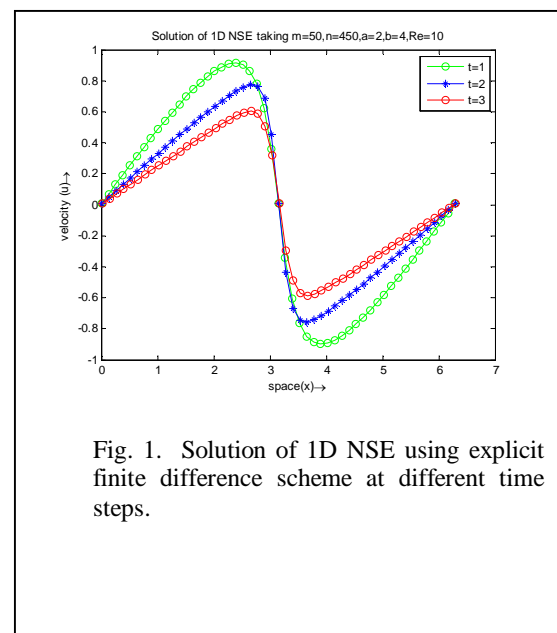 Solution of 1D NSE taking m=50,n=450,a=2,b=4,Re=10
1
0.8
0.6
0.4
0.2
0
-0.2
-0.4
-0.6
-0.8
-1
velocity (u)→
t=1
t=2
t=3
0 1 2 3 4 5 6 7
space(x)→
Fig. 1. Solution of 1D NSE using explicit
finite difference scheme at different time
steps.